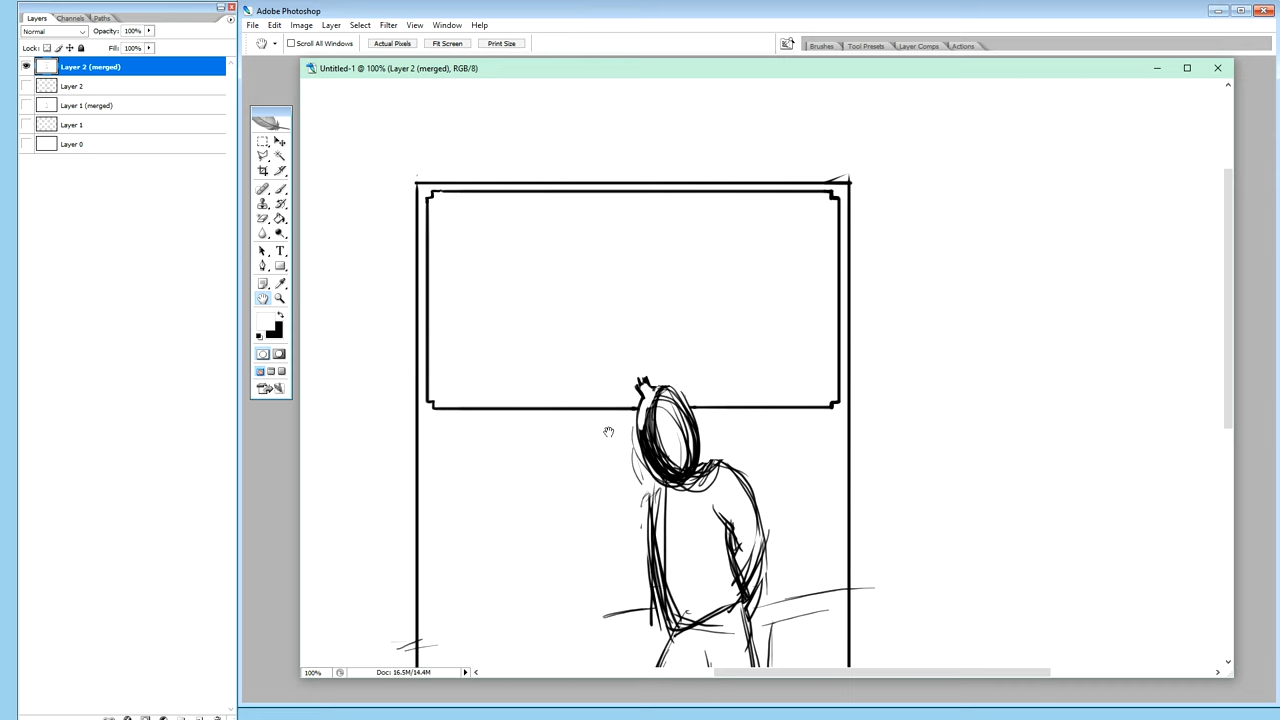 Layers Channels Paths
Adobe Photoshop
File Edit Image Layer Select Filter View Window Help
Normal Opacity: 100%
Scroll All Windows Actual Pixels Fit Screen Print Size
Brushes Tool Presets Layer Comps Actions
Lock: Fill: 100%
Layer 2 (merged)
Untitled-1 @ 100% (Layer 2 (merged), RGB/8)
Layer 2
Layer 1 (merged)
Layer 1
Layer 0
T
100% Doc: 16.5M/14.4M